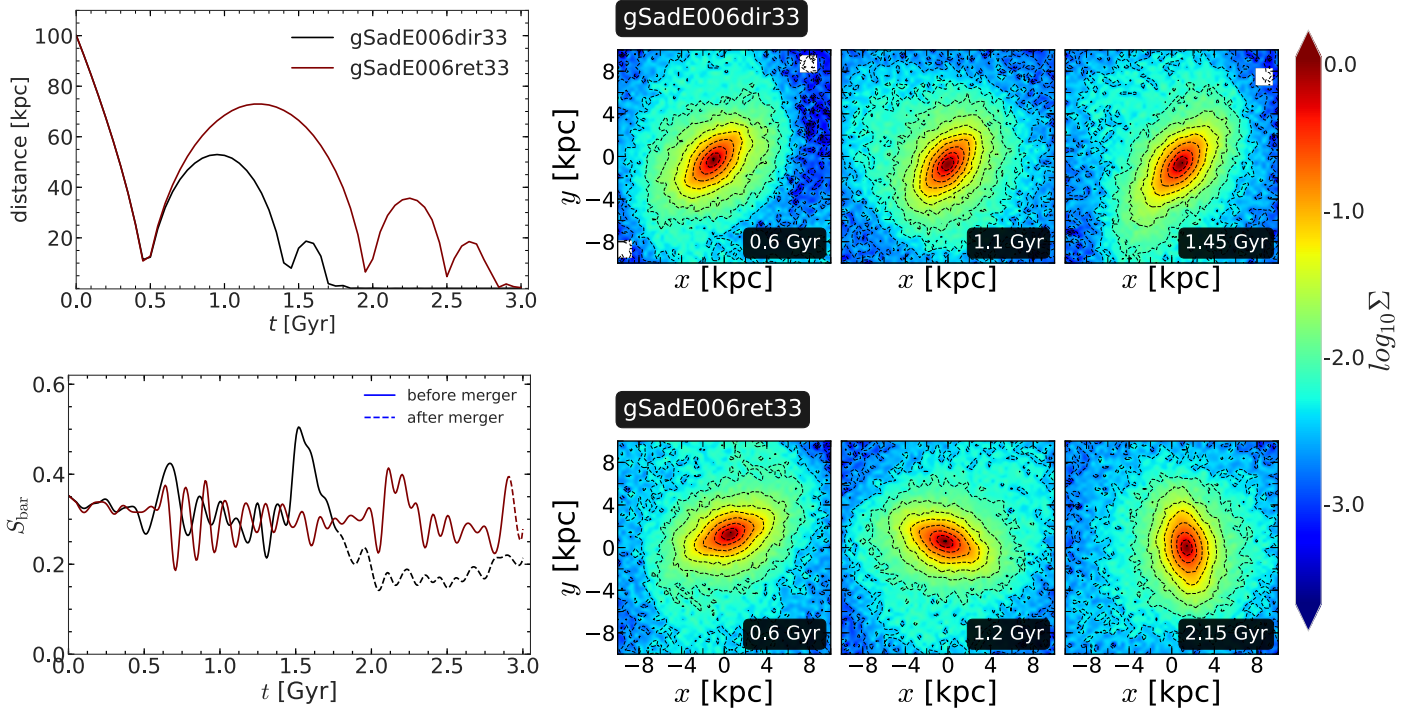 gSadE006dir33
100
80
60
40
20
distance [kpc]
gSadE006dir33
gSadE006ret33
0.0 0.5 1.0 1.5 2.0 2.5 3.0
t [Gyr]
8
4
0
−4
−8
y [kpc]
0.6 Gyr
1.1 Gyr
1.45 Gyr
x [kpc] x [kpc] x [kpc]
0.0
-1.0
-2.0
-3.0
log₁₀Σ
0.6
0.4
0.2
0.0
S_bar
before merger
after merger
0.0 0.5 1.0 1.5 2.0 2.5 3.0
t [Gyr]
gSadE006ret33
8
4
0
−4
−8
y [kpc]
0.6 Gyr
1.2 Gyr
2.15 Gyr
−8 −4 0 4 8 −8 −4 0 4 8 −8 −4 0 4 8
x [kpc] x [kpc] x [kpc]